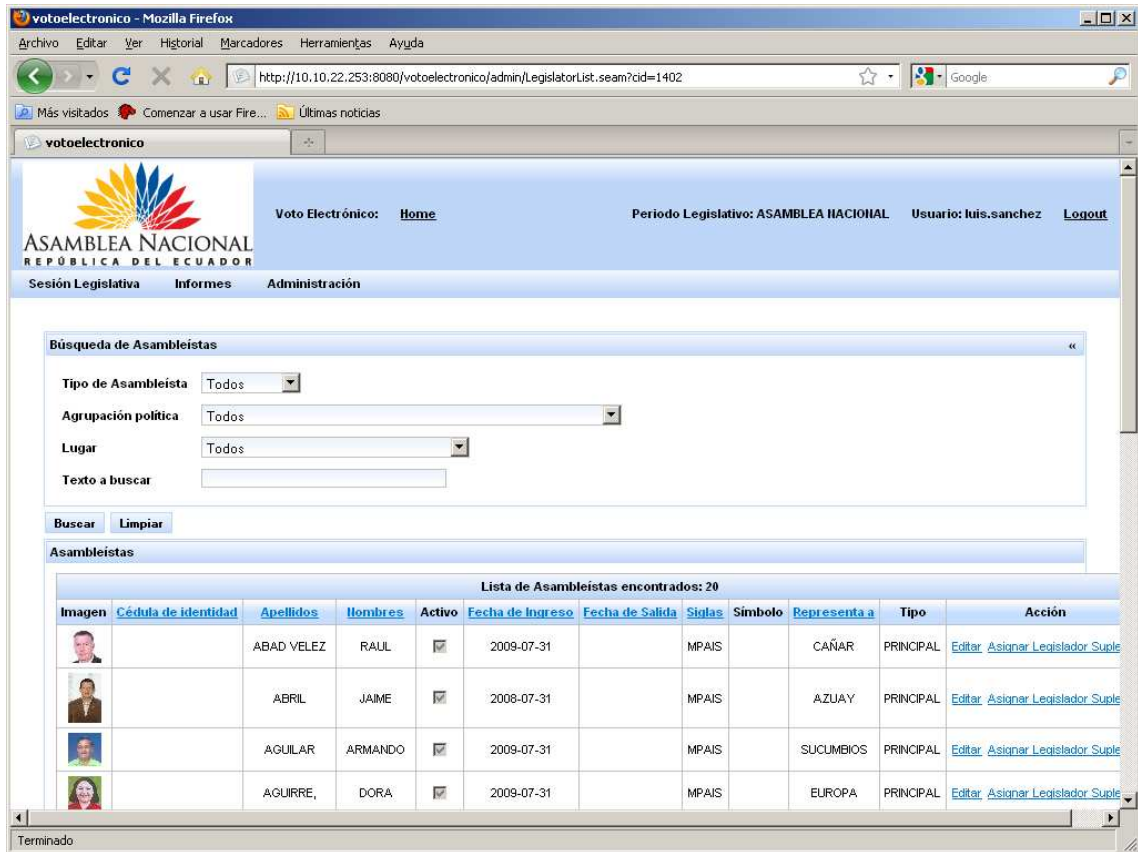 votoelectronico - Mozilla Firefox
Archivo Editar Ver Historial Marcadores Herramientas Ayuda
http://10.10.22.253:8080/votoelectronico/admin/LegislatorList.seam?cid=1402 Google
Más visitados Comenzar a usar Fire... Últimas noticias
votoelectronico
ASAMBLEA NACIONAL
REPÚBLICA DEL ECUADOR
Voto Electrónico: Home Periodo Legislativo: ASAMBLEA NACIONAL Usuario: luis.sanchez Logout
Sesión Legislativa Informes Administración
Búsqueda de Asambleístas «
Tipo de Asambleísta Todos
Agrupación política Todos
Lugar Todos
Texto a buscar
Buscar Limpiar
Asambleístas
Lista de Asambleístas encontrados: 20
Imagen Cédula de identidad Apellidos Nombres Activo Fecha de Ingreso Fecha de Salida Siglas Símbolo Representa a Tipo Acción
ABAD VELEZ RAUL 2009-07-31 MPAIS CAÑAR PRINCIPAL Editar Asignar Legislador Suple
ABRIL JAIME 2008-07-31 MPAIS AZUAY PRINCIPAL Editar Asignar Legislador Suple
AGUILAR ARMANDO 2009-07-31 MPAIS SUCUMBIOS PRINCIPAL Editar Asignar Legislador Suple
AGUIRRE, DORA 2009-07-31 MPAIS EUROPA PRINCIPAL Editar Asignar Legislador Suple
Terminado